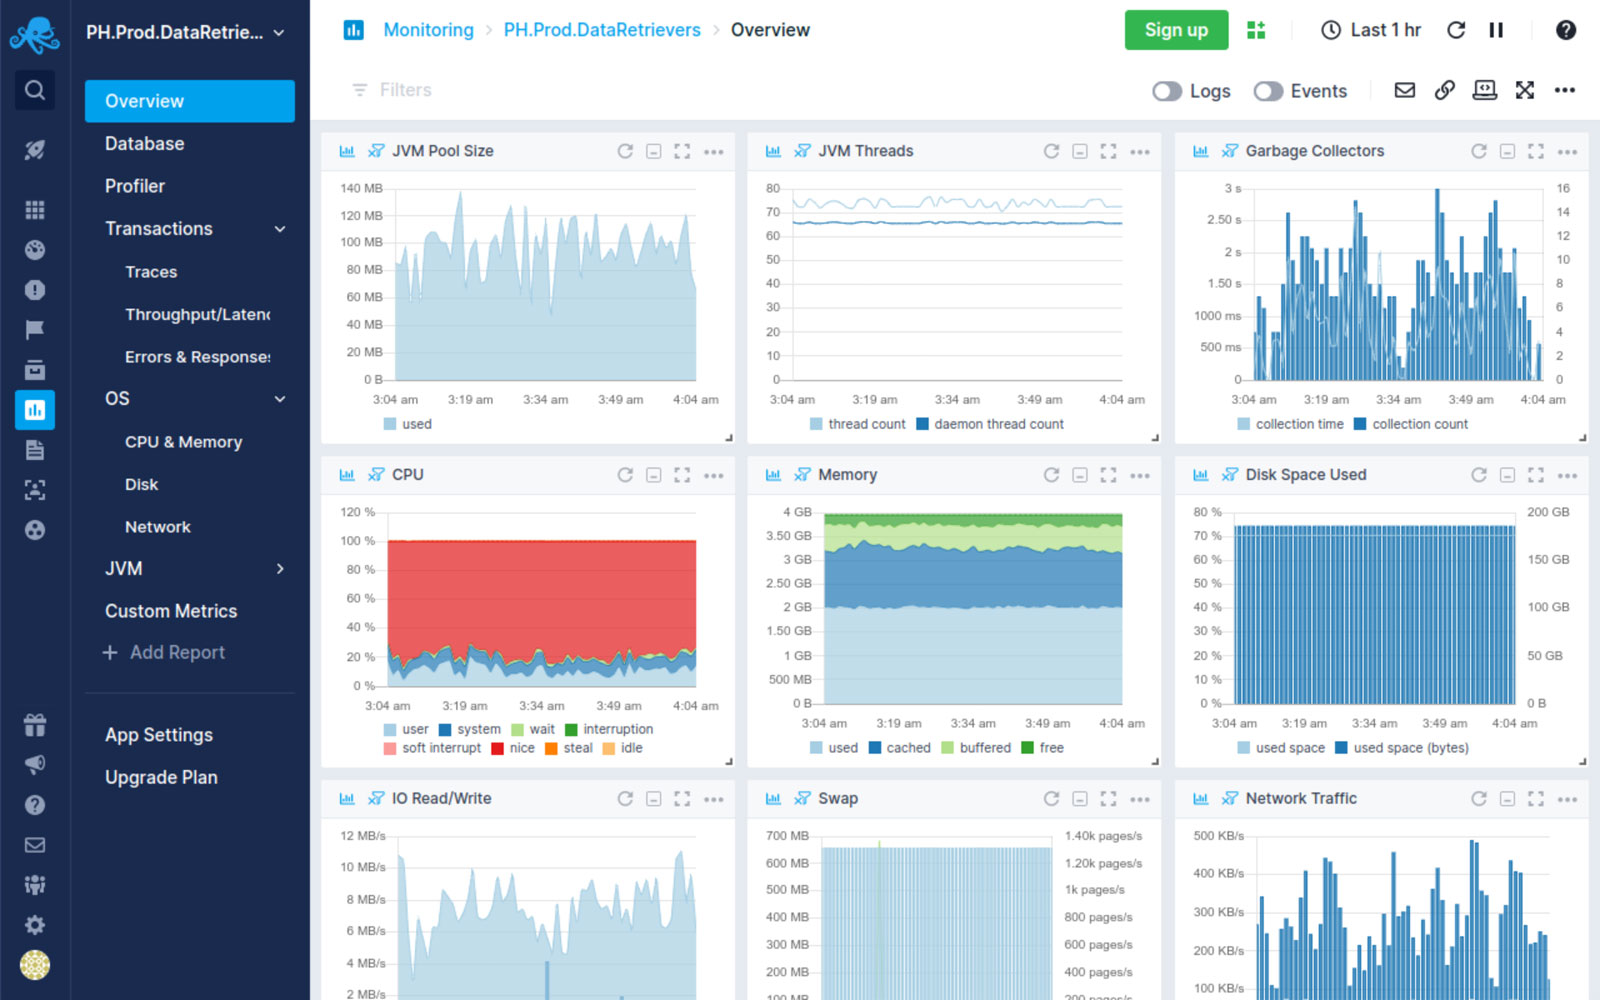 PH.Prod.DataRetrie...
Overview
Database
Profiler
Transactions
Traces
Throughput/Latenc
Errors & Responses
OS
CPU & Memory
Disk
Network
JVM
Custom Metrics
+ Add Report
App Settings
Upgrade Plan
Monitoring > PH.Prod.DataRetrievers > Overview
Sign up
Last 1 hr
Filters
Logs
Events
JVM Pool Size
140 MB
120 MB
100 MB
80 MB
60 MB
40 MB
20 MB
0 B
3:04 am 3:19 am 3:34 am 3:49 am 4:04 am
used
JVM Threads
80
70
60
50
40
30
20
10
0
3:04 am 3:19 am 3:34 am 3:49 am 4:04 am
thread count daemon thread count
Garbage Collectors
3 s 16
14
2.50 s
12
2 s
10
1.50 s 8
6
1000 ms
4
500 ms
2
0 0
3:04 am 3:19 am 3:34 am 3:49 am 4:04 am
collection time collection count
CPU
120 %
100 %
80 %
60 %
40 %
20 %
0 %
3:04 am 3:19 am 3:34 am 3:49 am 4:04 am
user system wait interruption
soft interrupt nice steal idle
Memory
4 GB
3.50 GB
3 GB
2.50 GB
2 GB
1.50 GB
1 GB
500 MB
0 B
3:04 am 3:19 am 3:34 am 3:49 am 4:04 am
used cached buffered free
Disk Space Used
80 % 200 GB
70 %
60 % 150 GB
50 %
40 % 100 GB
30 %
20 % 50 GB
10 %
0 % 0 B
3:04 am 3:19 am 3:34 am 3:49 am 4:04 am
used space used space (bytes)
IO Read/Write
12 MB/s
10 MB/s
8 MB/s
6 MB/s
4 MB/s
2 MB/s
Swap
700 MB 1.40k pages/s
600 MB 1.20k pages/s
500 MB 1k pages/s
400 MB 800 pages/s
300 MB 600 pages/s
200 MB 400 pages/s
100 MB 200 pages/s
Network Traffic
500 KB/s
400 KB/s
300 KB/s
200 KB/s
100 KB/s